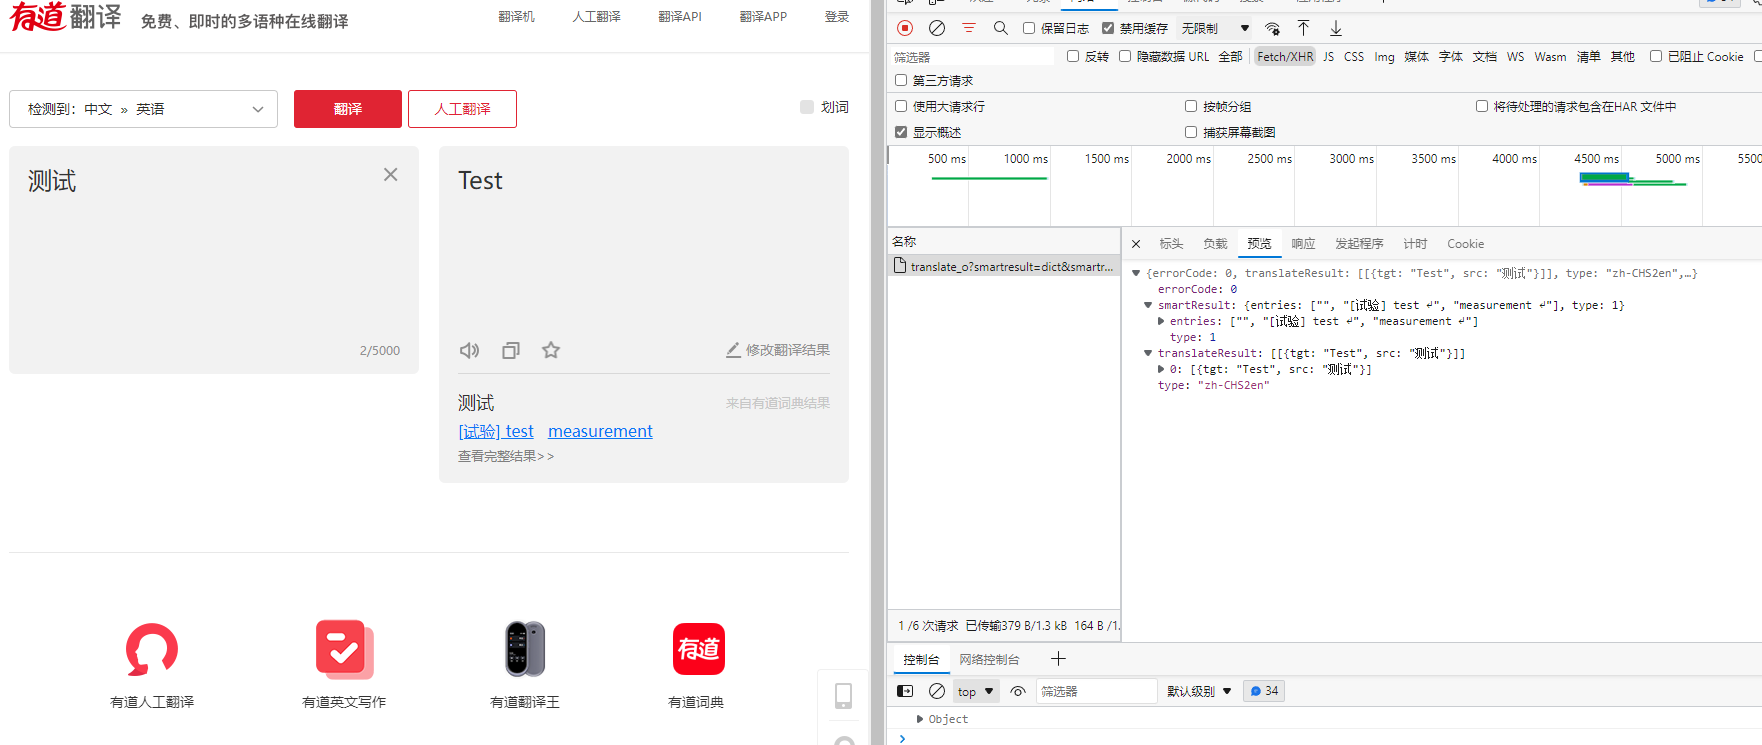 有道翻译 免费、即时的多语种在线翻译
翻译机 人工翻译 翻译API 翻译APP 登录
检测到：中文 » 英语
翻译
人工翻译
划词
测试
2/5000
Test
修改翻译结果
测试
来自有道词典结果
[试验] test measurement
查看完整结果>>
有道人工翻译
有道英文写作
有道翻译王
有道
有道词典
保留日志 禁用缓存 无限制
筛选器 反转 隐藏数据 URL 全部 Fetch/XHR JS CSS Img 媒体 字体 文档 WS Wasm 清单 其他 已阻止 Cookie
第三方请求
使用大请求行 按帧分组 将待处理的请求包含在HAR 文件中
显示概述 捕获屏幕截图
500 ms 1000 ms 1500 ms 2000 ms 2500 ms 3000 ms 3500 ms 4000 ms 4500 ms 5000 ms 5500
名称
translate_o?smartresult=dict&smartr...
标头 负载 预览 响应 发起程序 计时 Cookie
{errorCode: 0, translateResult: [[{tgt: "Test", src: "测试"}]], type: "zh-CHS2en",…}
errorCode: 0
smartResult: {entries: ["", "[试验] test ↵", "measurement ↵"], type: 1}
entries: ["", "[试验] test ↵", "measurement ↵"]
type: 1
translateResult: [[{tgt: "Test", src: "测试"}]]
0: [{tgt: "Test", src: "测试"}]
type: "zh-CHS2en"
1 /6 次请求 已传输379 B/1.3 kB 164 B /1.
控制台 网络控制台
top 筛选器 默认级别 34
Object